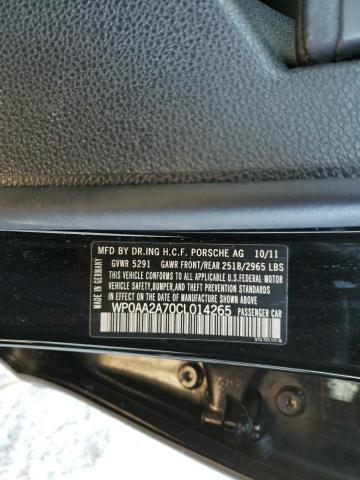 MFD BY DR.ING H.C.F. PORSCHE AG 10/11
GVWR 5291 GAWR FRONT/REAR 2518/2965 LBS
THIS VEHICLE CONFORMS TO ALL APPLICABLE U.S.FEDERAL MOTOR
VEHICLE SAFETY, BUMPER, AND THEFT PREVENTION STANDARDS
IN EFFECT ON THE DATE OF MANUFACTURE SHOWN ABOVE.
WP0AA2A70CL014265 PASSENGER CAR
MADE IN GERMANY